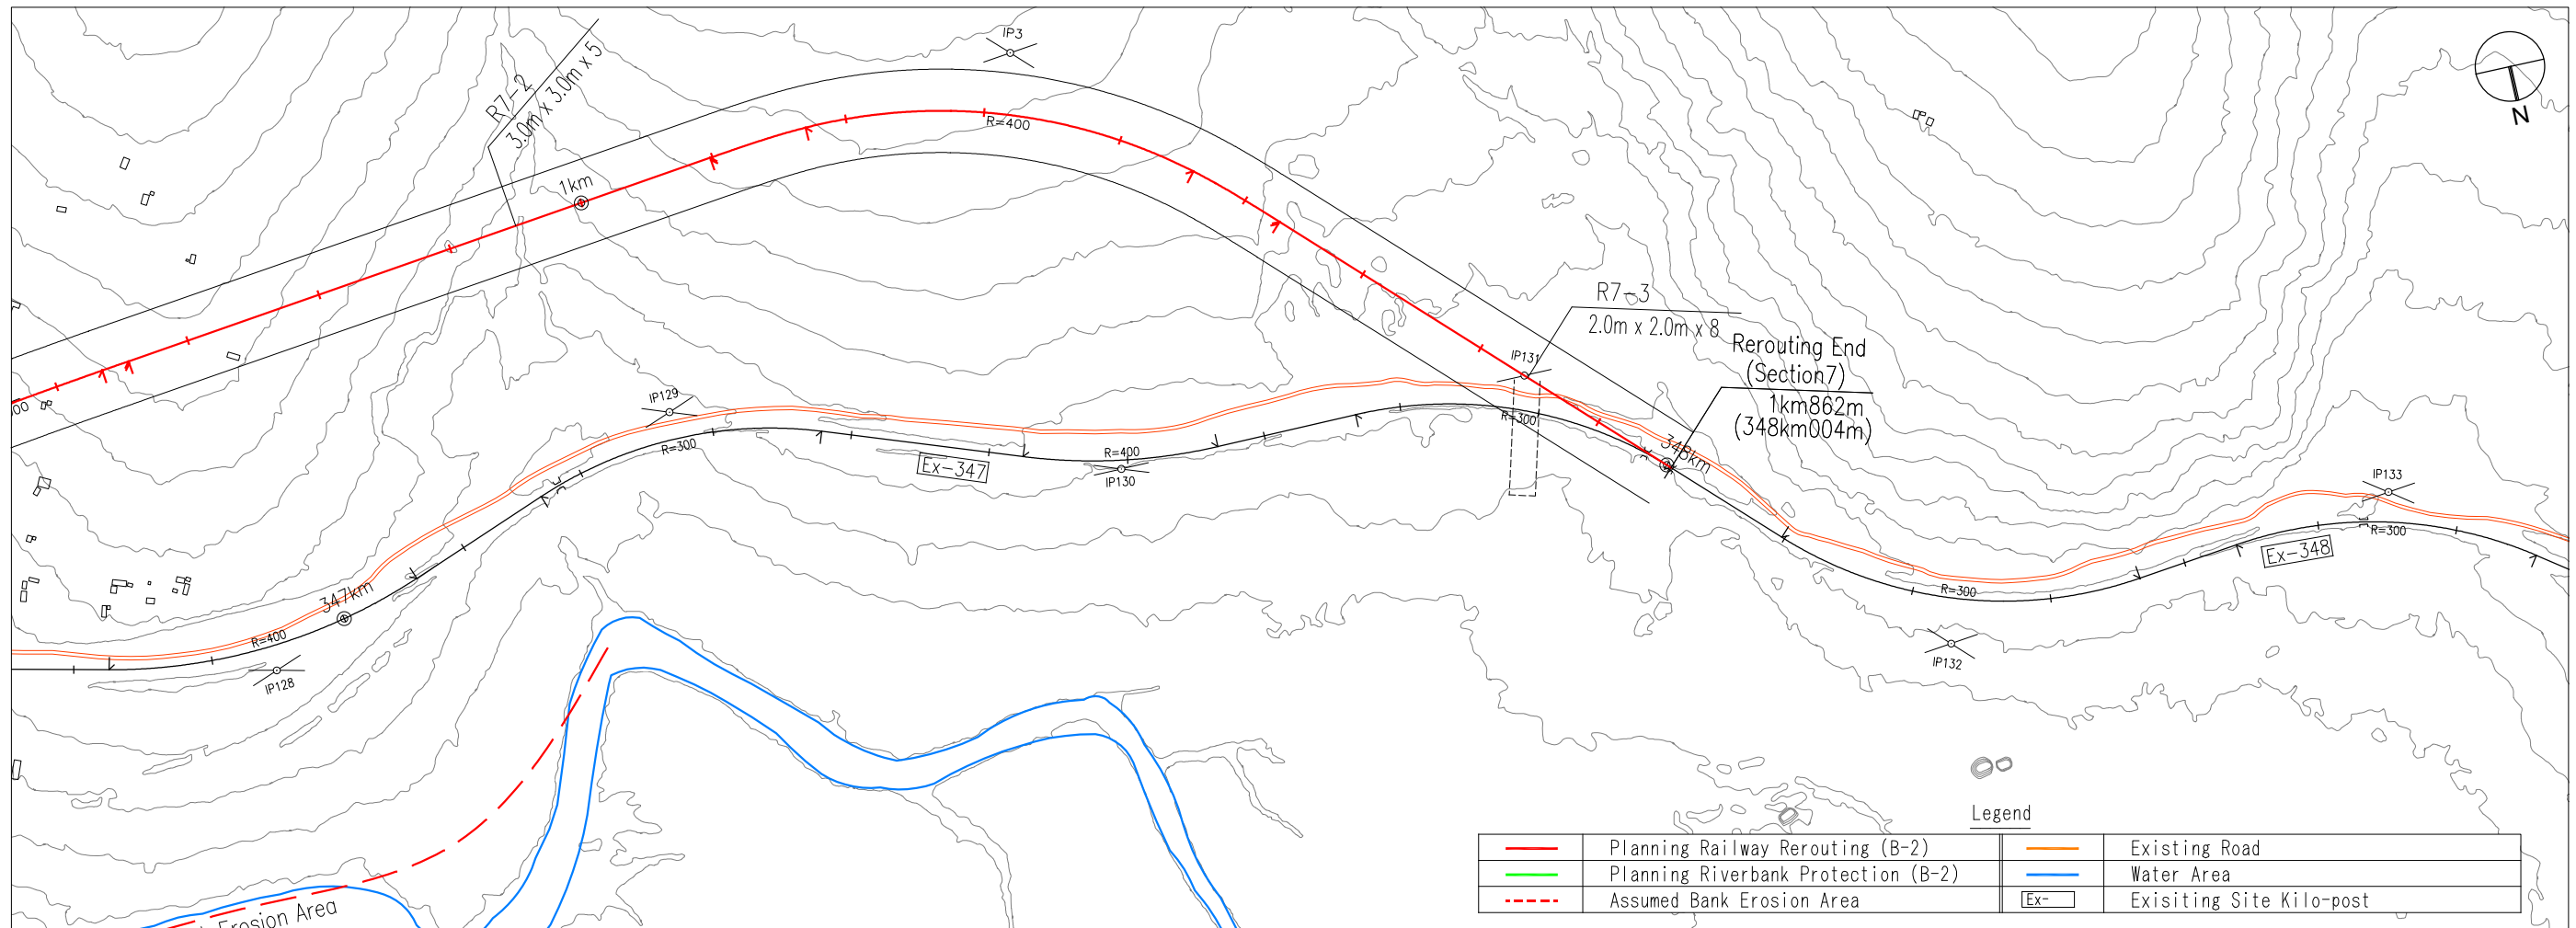 IP3
R7-2
3.0m x 3.0m x 5
R=400
N
1km
R7-3
2.0m x 2.0m x 8
Rerouting End
(Section7)
1km862m
(348km004m)
IP131
IP129
00
R=300
R=300
348km
R=400
Ex-347
IP130
IP133
R=300
Ex-348
347km
R=300
R=400
IP128
IP132
Erosion Area
Legend
Planning Railway Rerouting (B-2)
Existing Road
Planning Riverbank Protection (B-2)
Water Area
Assumed Bank Erosion Area
Ex-
Exisiting Site Kilo-post